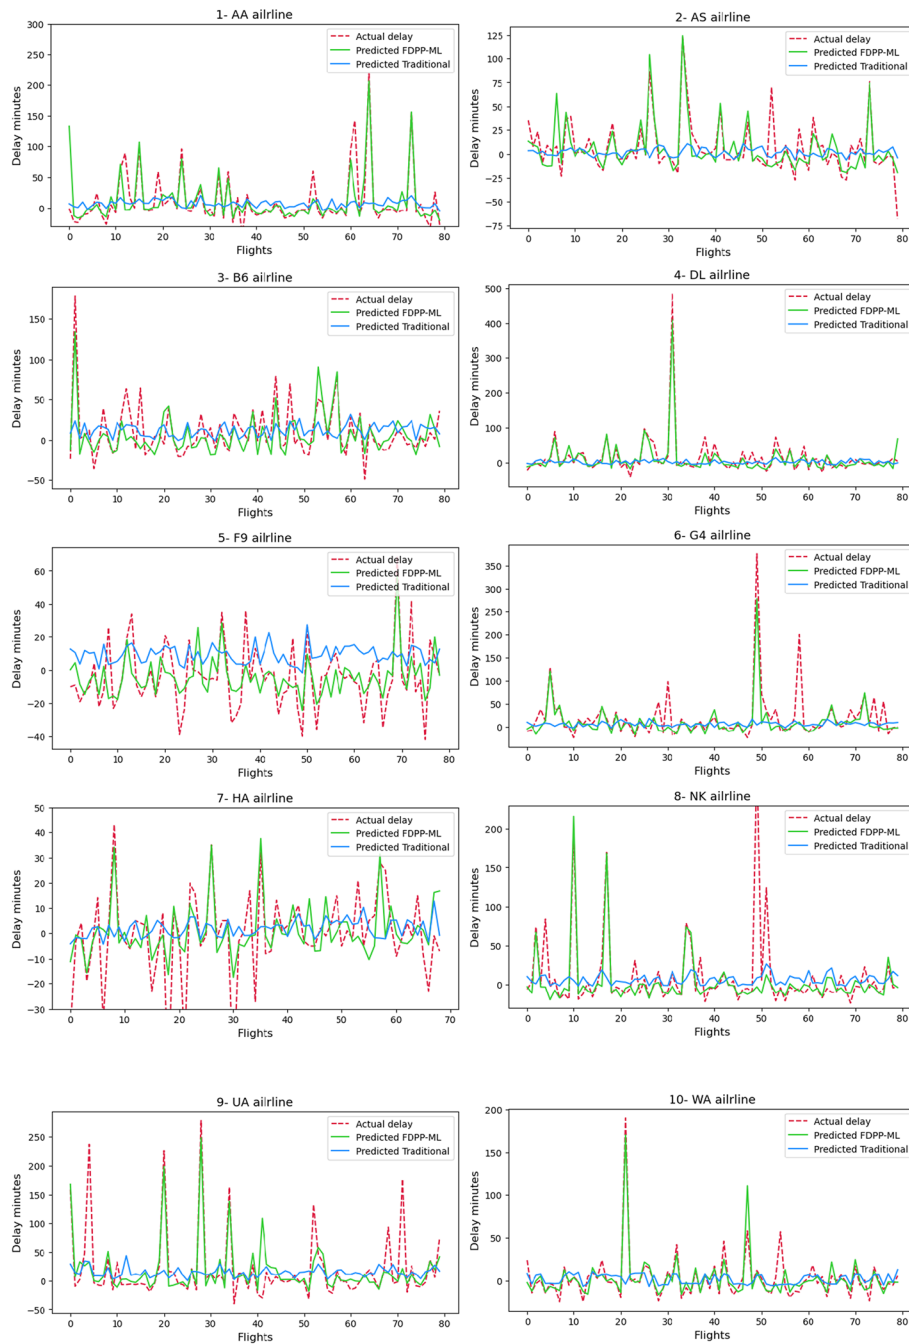 1- AA ailrline
Delay minutes
300
250
200
150
100
50
0
Actual delay
Predicted FDPP-ML
Predicted Traditional
0 10 20 30 40 50 60 70 80
Flights
2- AS ailrline
Delay minutes
125
100
75
50
25
0
−25
−50
−75
Actual delay
Predicted FDPP-ML
Predicted Traditional
0 10 20 30 40 50 60 70 80
Flights
3- B6 ailrline
Delay minutes
150
100
50
0
−50
Actual delay
Predicted FDPP-ML
Predicted Traditional
0 10 20 30 40 50 60 70 80
Flights
4- DL ailrline
Delay minutes
500
400
300
200
100
0
Actual delay
Predicted FDPP-ML
Predicted Traditional
0 10 20 30 40 50 60 70 80
Flights
5- F9 ailrline
Delay minutes
60
40
20
0
−20
−40
Actual delay
Predicted FDPP-ML
Predicted Traditional
0 10 20 30 40 50 60 70 80
Flights
6- G4 ailrline
Delay minutes
350
300
250
200
150
100
50
0
Actual delay
Predicted FDPP-ML
Predicted Traditional
0 10 20 30 40 50 60 70 80
Flights
7- HA ailrline
Delay minutes
50
40
30
20
10
0
−10
−20
−30
Actual delay
Predicted FDPP-ML
Predicted Traditional
0 10 20 30 40 50 60 70
Flights
8- NK ailrline
Delay minutes
200
150
100
50
0
Actual delay
Predicted FDPP-ML
Predicted Traditional
0 10 20 30 40 50 60 70 80
Flights
9- UA ailrline
Delay minutes
250
200
150
100
50
0
−50
Actual delay
Predicted FDPP-ML
Predicted Traditional
0 10 20 30 40 50 60 70 80
Flights
10- WA ailrline
Delay minutes
200
150
100
50
0
Actual delay
Predicted FDPP-ML
Predicted Traditional
0 10 20 30 40 50 60 70 80
Flights